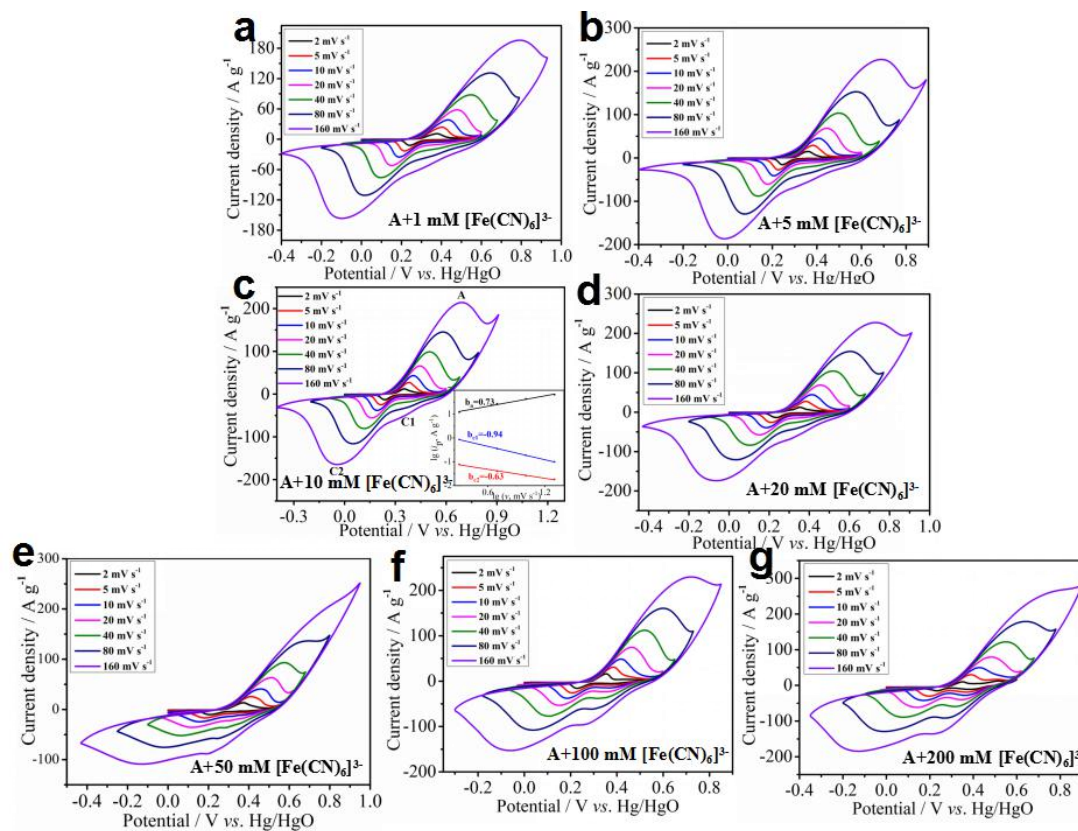 a
180
120
60
0
-60
-120
-180
Current density / A g⁻¹
2 mV s⁻¹
5 mV s⁻¹
10 mV s⁻¹
20 mV s⁻¹
40 mV s⁻¹
80 mV s⁻¹
160 mV s⁻¹
A+1 mM [Fe(CN)₆]³⁻
-0.4 -0.2 0.0 0.2 0.4 0.6 0.8 1.0
Potential / V vs. Hg/HgO
b
300
200
100
0
-100
-200
Current density / A g⁻¹
2 mV s⁻¹
5 mV s⁻¹
10 mV s⁻¹
20 mV s⁻¹
40 mV s⁻¹
80 mV s⁻¹
160 mV s⁻¹
A+5 mM [Fe(CN)₆]³⁻
-0.4 -0.2 0.0 0.2 0.4 0.6 0.8
Potential / V vs. Hg/HgO
c
200
100
0
-100
-200
Current density / A g⁻¹
2 mV s⁻¹
5 mV s⁻¹
10 mV s⁻¹
20 mV s⁻¹
40 mV s⁻¹
80 mV s⁻¹
160 mV s⁻¹
A
C1
C2
lg (iₚ, A g⁻¹)
1
0
-1
-2
0.6 1.2
lg (v, mV s⁻¹)
=0.73
=-0.94
=-0.63
A+10 mM [Fe(CN)₆]³⁻
-0.3 0.0 0.3 0.6 0.9 1.2
Potential / V vs. Hg/HgO
d
300
200
100
0
-100
-200
Current density / A g⁻¹
2 mV s⁻¹
5 mV s⁻¹
10 mV s⁻¹
20 mV s⁻¹
40 mV s⁻¹
80 mV s⁻¹
160 mV s⁻¹
A+20 mM [Fe(CN)₆]³⁻
-0.4 -0.2 0.0 0.2 0.4 0.6 0.8 1.0
Potential / V vs. Hg/HgO
e
300
200
100
0
-100
Current density / A g⁻¹
2 mV s⁻¹
5 mV s⁻¹
10 mV s⁻¹
20 mV s⁻¹
40 mV s⁻¹
80 mV s⁻¹
160 mV s⁻¹
A+50 mM [Fe(CN)₆]³⁻
-0.4 -0.2 0.0 0.2 0.4 0.6 0.8 1.0
Potential / V vs. Hg/HgO
f
200
100
0
-100
-200
Current density / A g⁻¹
2 mV s⁻¹
5 mV s⁻¹
10 mV s⁻¹
20 mV s⁻¹
40 mV s⁻¹
80 mV s⁻¹
160 mV s⁻¹
A+100 mM [Fe(CN)₆]³⁻
-0.4 -0.2 0.0 0.2 0.4 0.6 0.8
Potential / V vs. Hg/HgO
g
300
200
100
0
-100
-200
Current density / A g⁻¹
2 mV s⁻¹
5 mV s⁻¹
10 mV s⁻¹
20 mV s⁻¹
40 mV s⁻¹
80 mV s⁻¹
160 mV s⁻¹
A+200 mM [Fe(CN)₆]³⁻
-0.4 -0.2 0.0 0.2 0.4 0.6 0.8
Potential / V vs. Hg/HgO